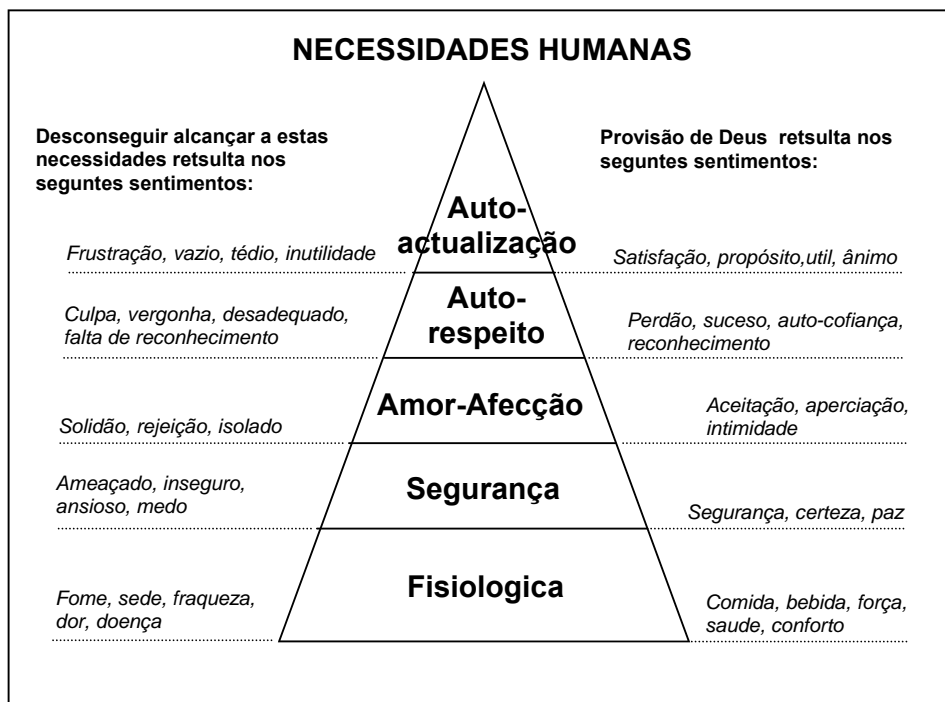 NECESSIDADES HUMANAS
Desconseguir alcançar a estas
necessidades retsulta nos
seguntes sentimentos:
Provisão de Deus retsulta nos
seguntes sentimentos:
Auto-
actualização
Frustração, vazio, tédio, inutilidade
Satisfação, propósito,util, ânimo
Auto-
respeito
Culpa, vergonha, desadequado,
falta de reconhecimento
Perdão, suceso, auto-cofiança,
reconhecimento
Amor-Afecção
Solidão, rejeição, isolado
Aceitação, aperciação,
intimidade
Segurança
Ameaçado, inseguro,
ansioso, medo
Segurança, certeza, paz
Fisiologica
Fome, sede, fraqueza,
dor, doença
Comida, bebida, força,
saude, conforto